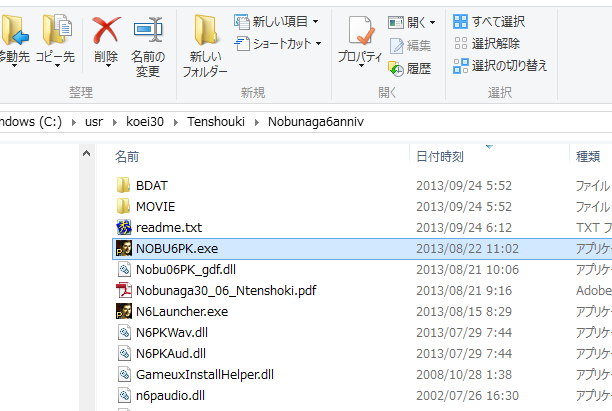 移動先 コピー先 削除 名前の変更 新しいフォルダー 新しい項目 ショートカット プロパティ 開く 編集 履歴 すべて選択 選択解除 選択の切り替え
整理 新規 開く 選択
ndows (C:) usr koei30 Tenshouki Nobunaga6anniv
名前 日付時刻 種類
BDAT 2013/09/24 5:52 ファイル
MOVIE 2013/09/24 5:52 ファイル
readme.txt 2013/09/24 6:12 TXT フ
NOBU6PK.exe 2013/08/22 11:02 アプリケ
Nobu06PK_gdf.dll 2013/08/21 10:06 アプリケ
Nobunaga30_06_Ntenshoki.pdf 2013/08/21 9:16 Adobe
N6Launcher.exe 2013/08/15 8:29 アプリケ
N6PKWav.dll 2013/07/29 7:44 アプリケ
N6PKAud.dll 2013/07/29 7:44 アプリケ
GameuxInstallHelper.dll 2008/10/28 1:38 アプリケ
n6paudio.dll 2002/07/26 16:30 アプリケ